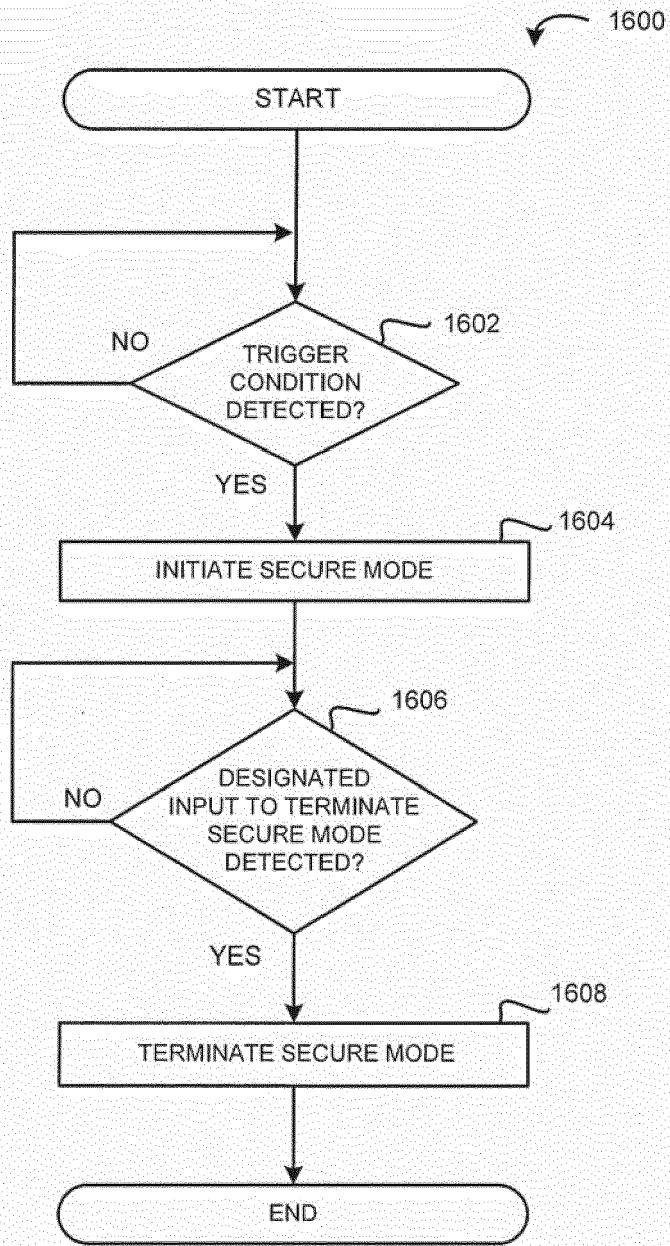 1600
START
1602
NO
TRIGGER
CONDITION
DETECTED?
YES
1604
INITIATE SECURE MODE
1606
DESIGNATED
INPUT TO TERMINATE
SECURE MODE
DETECTED?
NO
YES
1608
TERMINATE SECURE MODE
END